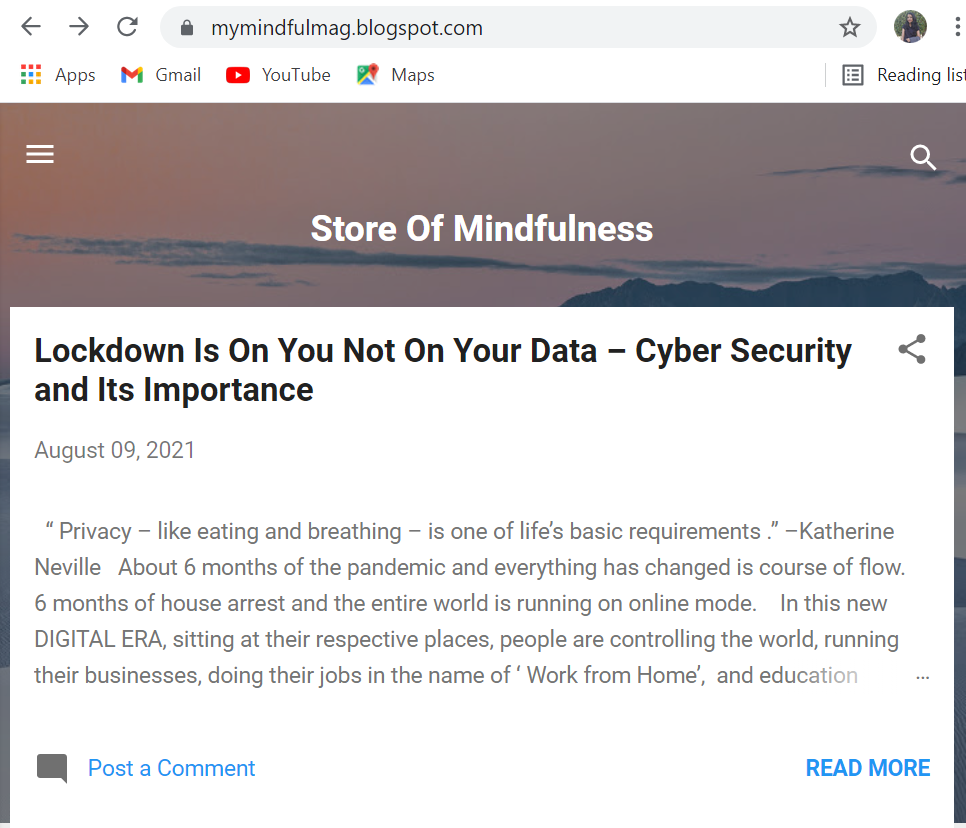 mymindfulmag.blogspot.com
Apps Gmail YouTube Maps Reading list
Store Of Mindfulness
Lockdown Is On You Not On Your Data – Cyber Security
and Its Importance
August 09, 2021
“ Privacy – like eating and breathing – is one of life’s basic requirements .” –Katherine
Neville About 6 months of the pandemic and everything has changed is course of flow.
6 months of house arrest and the entire world is running on online mode. In this new
DIGITAL ERA, sitting at their respective places, people are controlling the world, running
their businesses, doing their jobs in the name of ‘ Work from Home’, and education ...
Post a Comment READ MORE